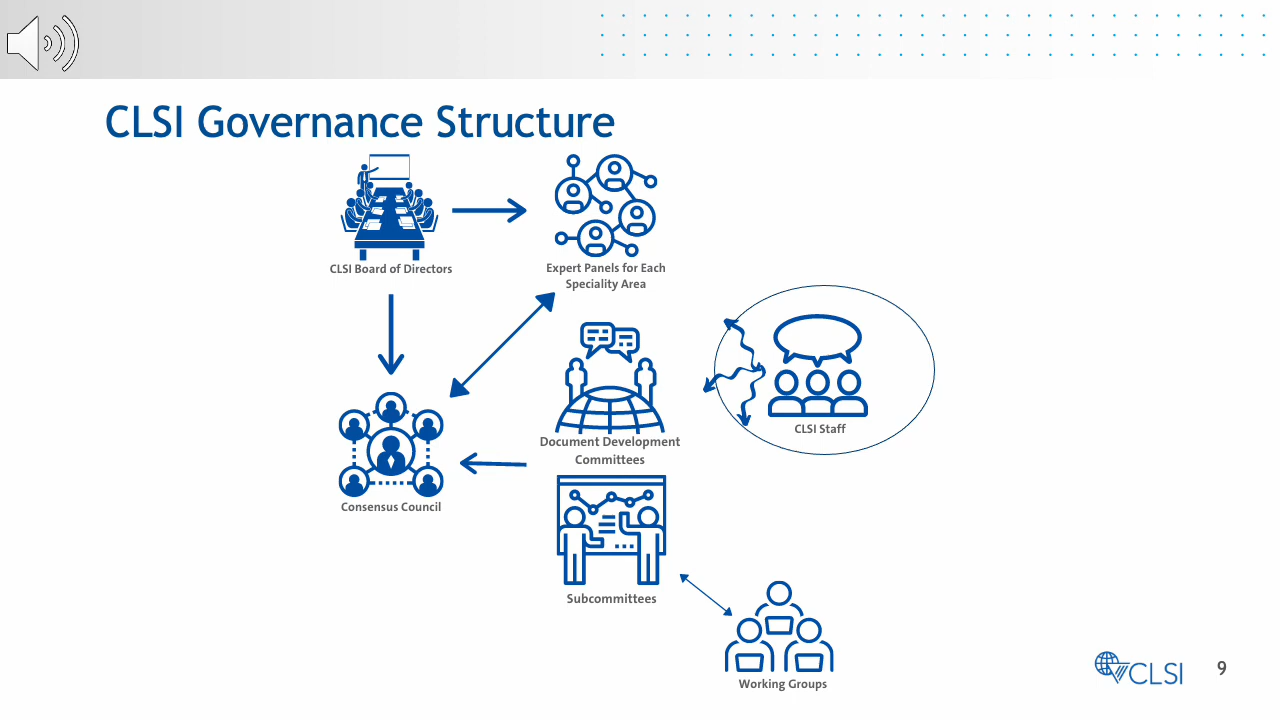 CLSI Governance Structure
CLSI Board of Directors
Expert Panels for Each
Speciality Area
Document Development
Committees
CLSI Staff
Consensus Council
Subcommittees
Working Groups
CLSI
9